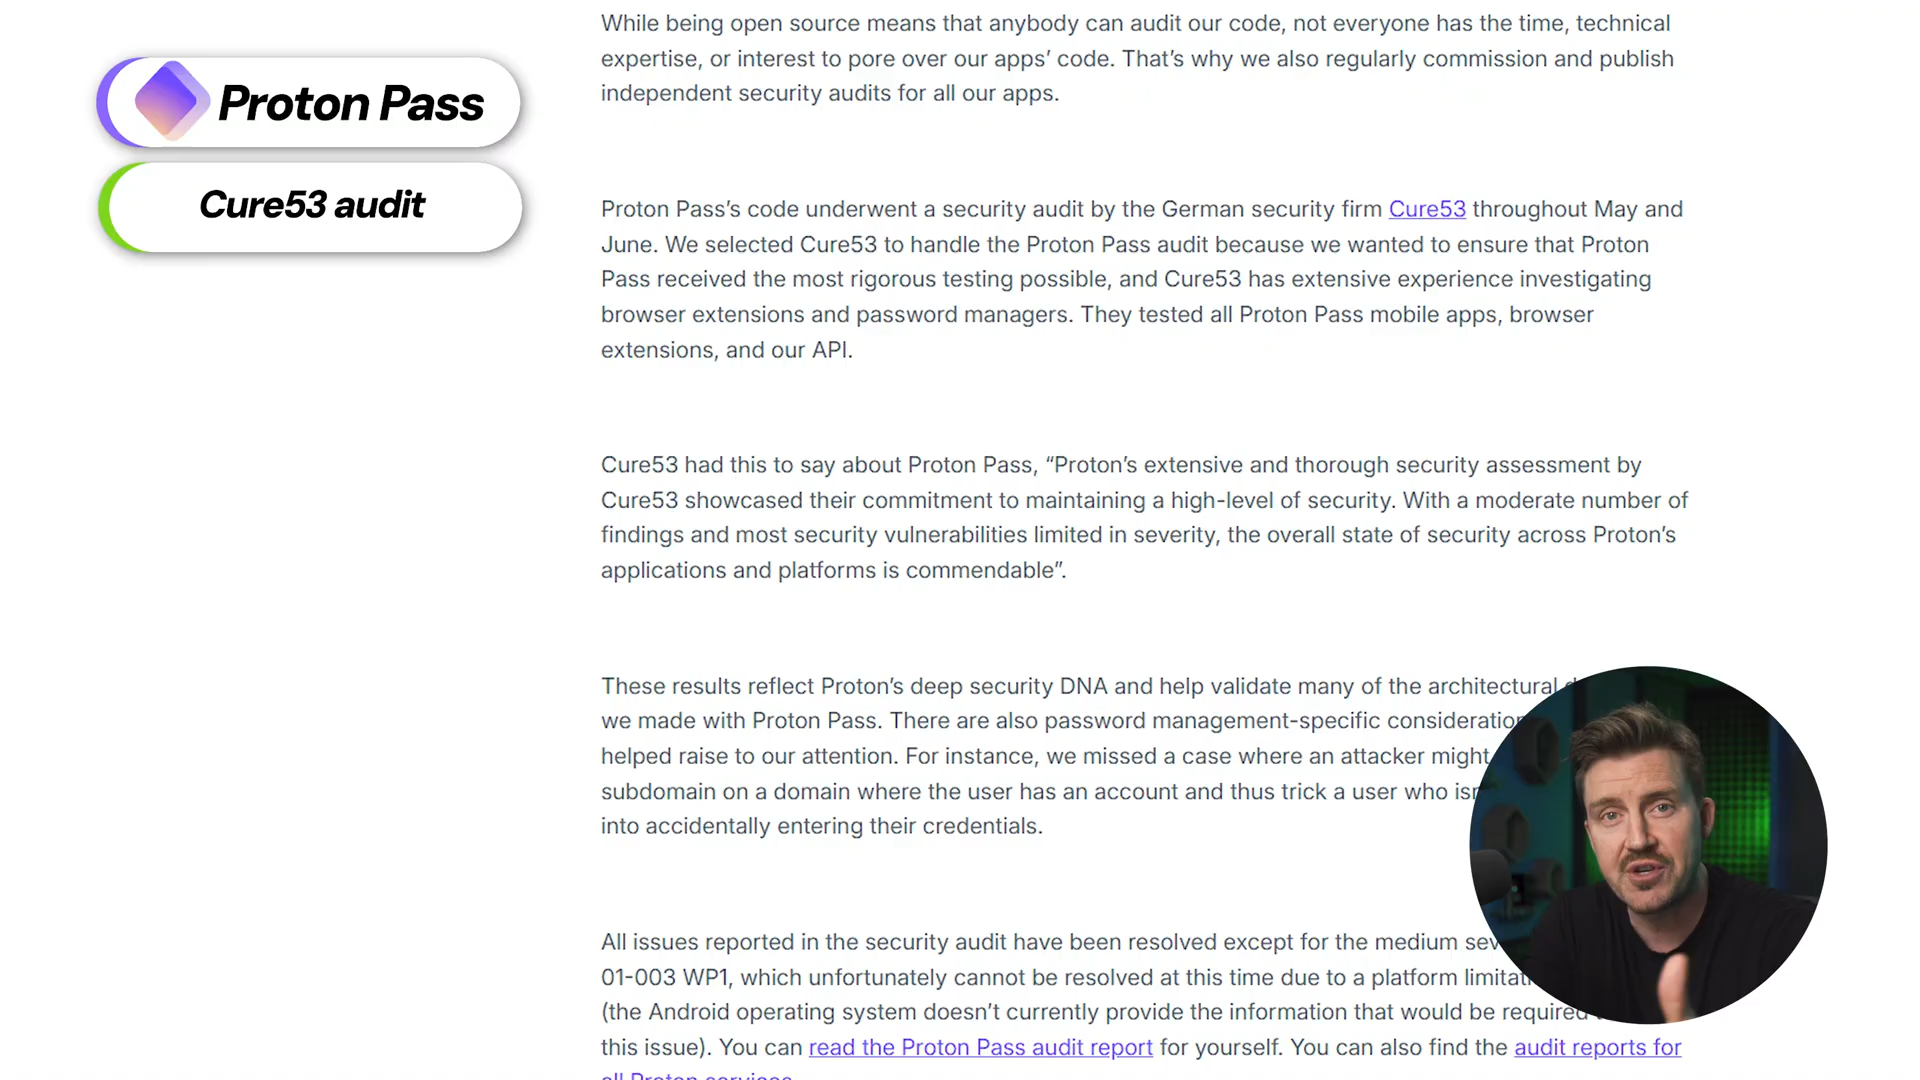 Proton Pass
Cure53 audit
While being open source means that anybody can audit our code, not everyone has the time, technical
expertise, or interest to pore over our apps’ code. That’s why we also regularly commission and publish
independent security audits for all our apps.
Proton Pass’s code underwent a security audit by the German security firm Cure53 throughout May and
June. We selected Cure53 to handle the Proton Pass audit because we wanted to ensure that Proton
Pass received the most rigorous testing possible, and Cure53 has extensive experience investigating
browser extensions and password managers. They tested all Proton Pass mobile apps, browser
extensions, and our API.
Cure53 had this to say about Proton Pass, “Proton’s extensive and thorough security assessment by
Cure53 showcased their commitment to maintaining a high-level of security. With a moderate number of
findings and most security vulnerabilities limited in severity, the overall state of security across Proton’s
applications and platforms is commendable”.
These results reflect Proton’s deep security DNA and help validate many of the architectural
we made with Proton Pass. There are also password management-specific
helped raise to our attention. For instance, we missed a case where an attacker might
subdomain on a domain where the user has an account and thus trick a user who
into accidentally entering their credentials.
All issues reported in the security audit have been resolved except for the medium
01-003 WP1, which unfortunately cannot be resolved at this time due to a platform
(the Android operating system doesn’t currently provide the information that would be required
this issue). You can read the Proton Pass audit report for yourself. You can also find the audit reports for
all Proton services